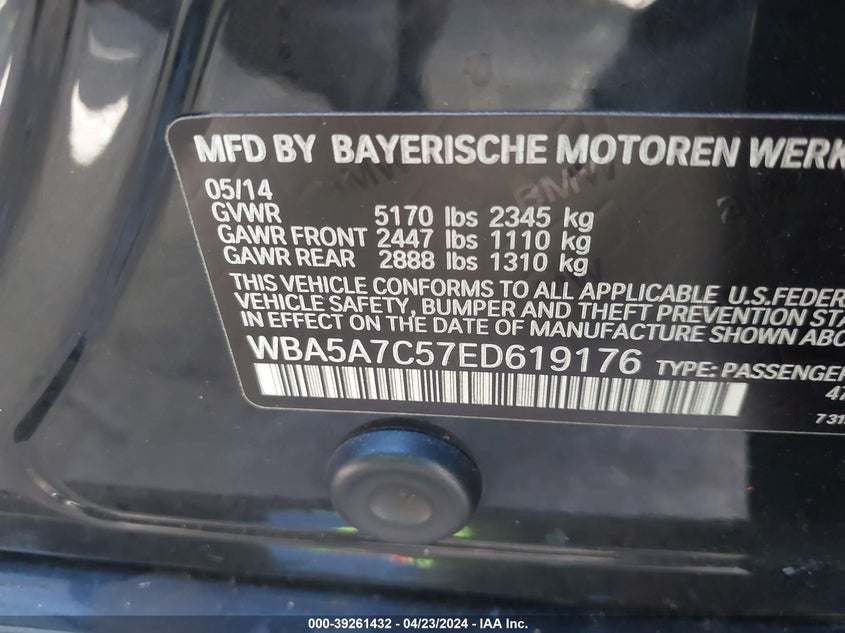 MFD BY BAYERISCHE MOTOREN WERK
05/14
GVWR 5170 lbs 2345 kg
GAWR FRONT 2447 lbs 1110 kg
GAWR REAR 2888 lbs 1310 kg
THIS VEHICLE CONFORMS TO ALL APPLICABLE U.S.FEDER
VEHICLE SAFETY, BUMPER AND THEFT PREVENTION STA
IN EFFECT ON THE DATE OF MANUFACTURE SHOWN ABO
WBA5A7C57ED619176 TYPE: PASSENGER
47
731
000-39261432 / 04/23/2024 - IAA Inc.